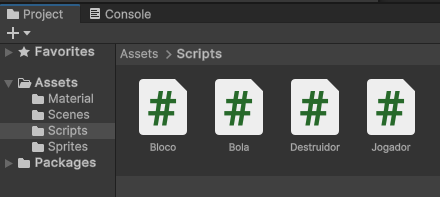 Project Console
Favorites
Assets > Scripts
Assets
Material
Scenes
Scripts
Sprites
Packages
Bloco Bola Destruidor Jogador